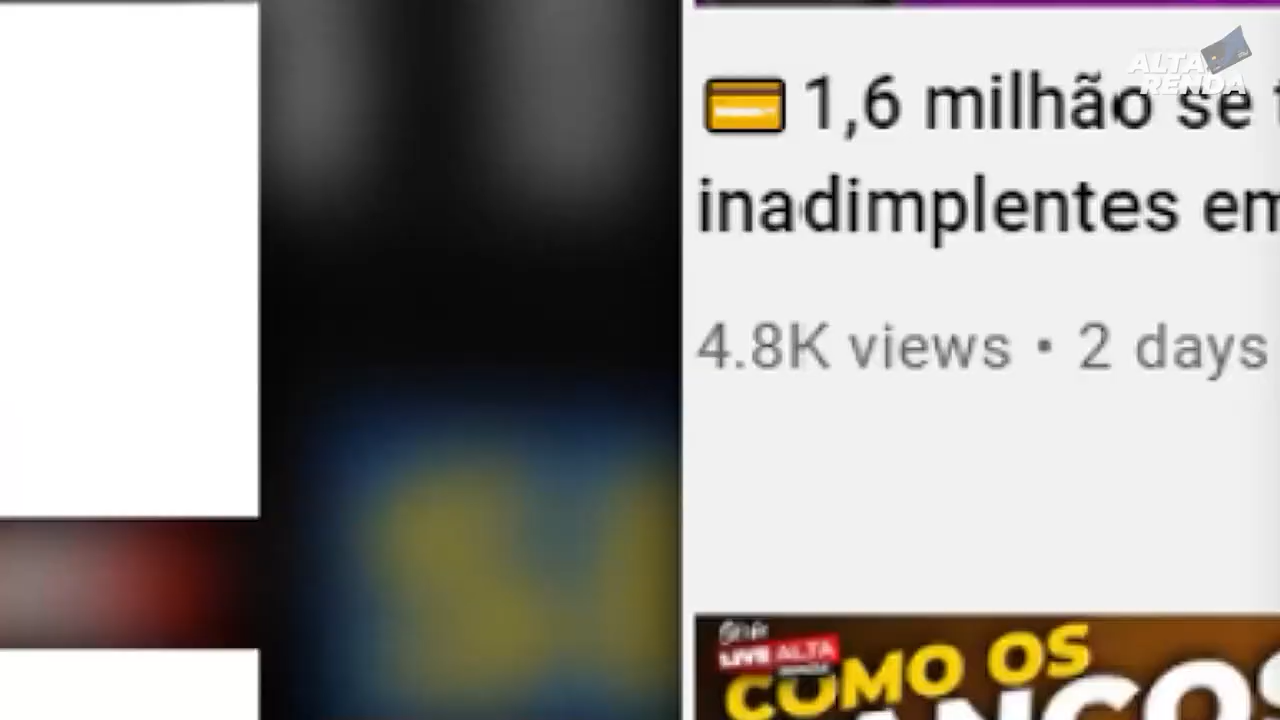 ALTA
RENDA
1,6 milhão se
inadimplentes em
4.8K views • 2 days
LIVE ALTA
COMO OS